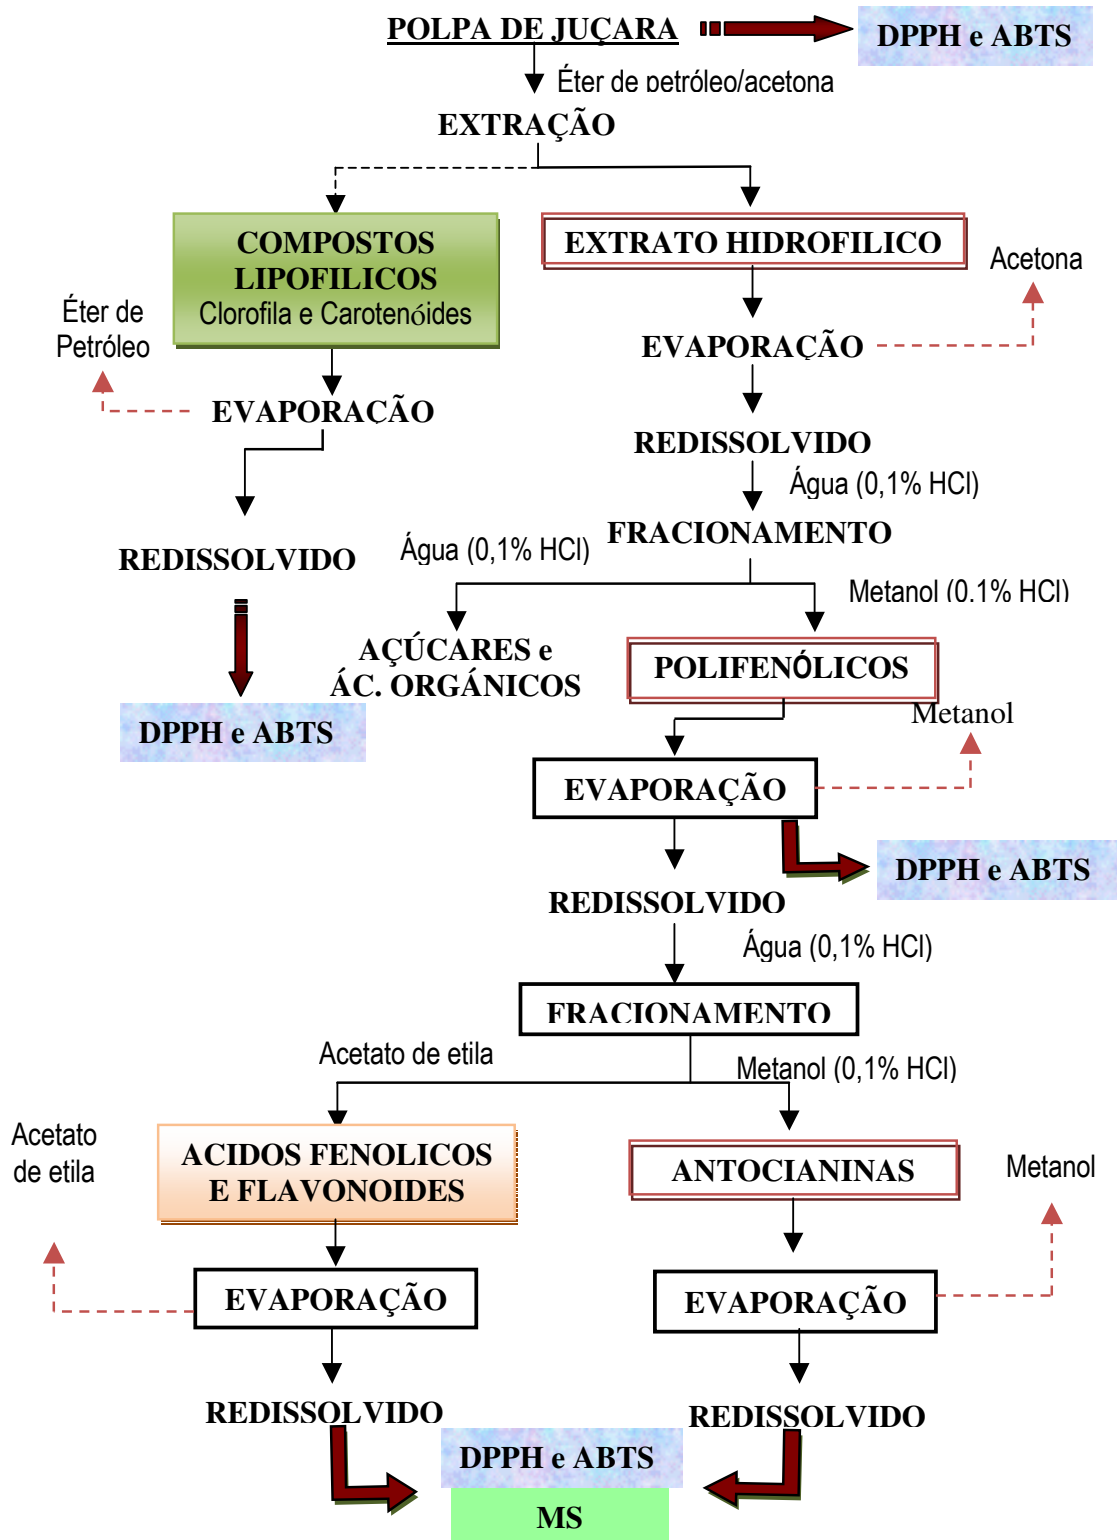 POLPA DE JUÇARA
DPPH e ABTS
Éter de petróleo/acetona
EXTRAÇÃO
COMPOSTOS
LIPOFILICOS
Clorofila e Carotenóides
EXTRATO HIDROFILICO
Acetona
Éter de
Petróleo
EVAPORAÇÃO
EVAPORAÇÃO
REDISSOLVIDO
Água (0,1% HCl)
FRACIONAMENTO
Água (0,1% HCl)
REDISSOLVIDO
Metanol (0.1% HCl)
AÇÚCARES e
ÁC. ORGÁNICOS
POLIFENÓLICOS
DPPH e ABTS
Metanol
EVAPORAÇÃO
DPPH e ABTS
REDISSOLVIDO
Água (0,1% HCl)
FRACIONAMENTO
Acetato de etila
Metanol (0,1% HCl)
Acetato
de etila
ACIDOS FENOLICOS
E FLAVONOIDES
ANTOCIANINAS
Metanol
EVAPORAÇÃO
EVAPORAÇÃO
REDISSOLVIDO
REDISSOLVIDO
DPPH e ABTS
MS